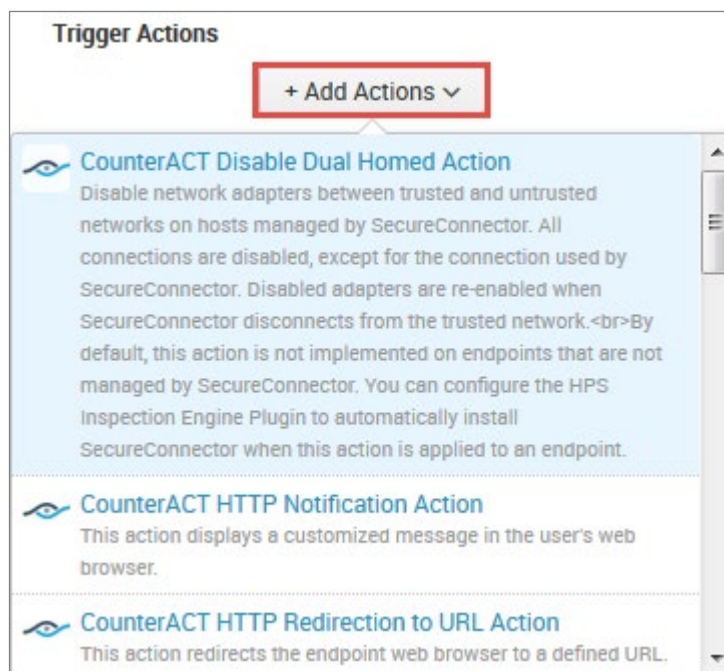 Trigger Actions
+ Add Actions
CounterACT Disable Dual Homed Action
Disable network adapters between trusted and untrusted
networks on hosts managed by SecureConnector. All
connections are disabled, except for the connection used by
SecureConnector. Disabled adapters are re-enabled when
SecureConnector disconnects from the trusted network.<br>By
default, this action is not implemented on endpoints that are not
managed by SecureConnector. You can configure the HPS
Inspection Engine Plugin to automatically install
SecureConnector when this action is applied to an endpoint.
CounterACT HTTP Notification Action
This action displays a customized message in the user's web
browser.
CounterACT HTTP Redirection to URL Action
This action redirects the endpoint web browser to a defined URL.